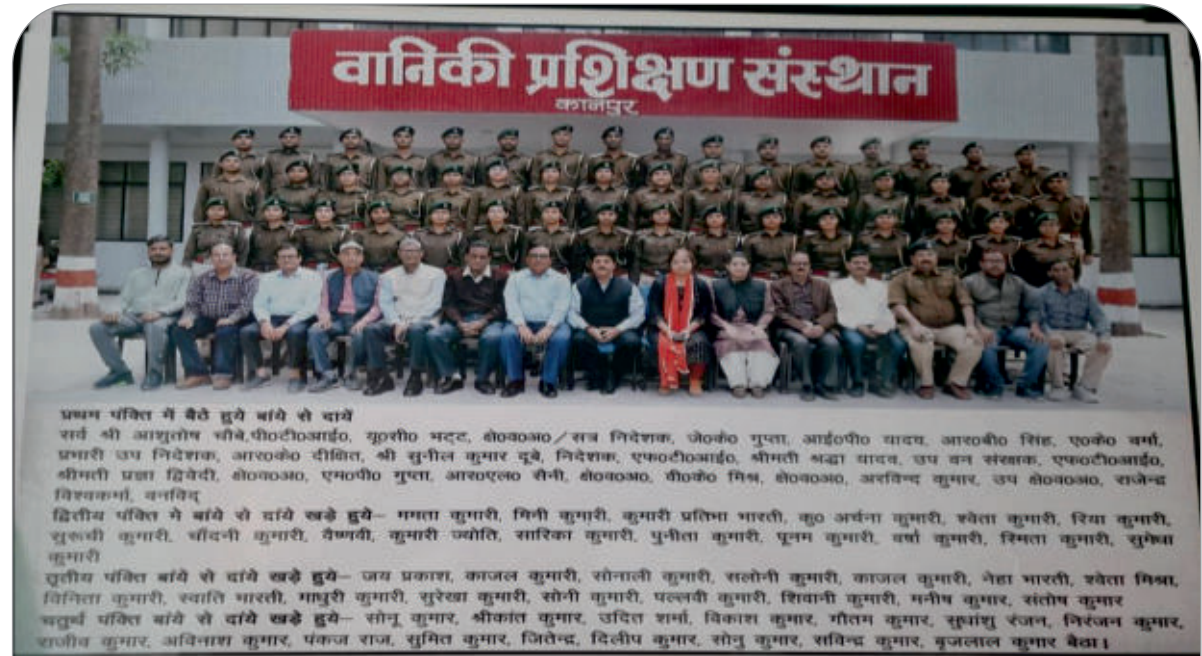 वानिकी प्रशिक्षण संस्थान
कानपुर
प्रथम पंक्ति में बैठे हुये बांये से दायें
सर्व श्री आशुतोष चौबे,पी०टी०आई०, यू०सी० भट्ट, क्षे०व०अ०/सत्र निदेशक, जे०के० गुप्ता, आई०पी० यादव, आर०बी० सिंह, ए०के० वर्मा,
प्रभारी उप निदेशक, आर०के० दीक्षित, श्री सुनील कुमार दूबे, निदेशक, एफ०टी०आई०, श्रीमती श्रद्धा यादव, उप वन संरक्षक, एफ०टी०आई०,
श्रीमती प्रज्ञा द्विवेदी, क्षे०व०अ०, एम०पी० गुप्ता, आर०एल० सैनी, क्षे०व०अ०, वी०के० मिश्र, क्षे०व०अ०, अरविन्द कुमार, उप क्षे०व०अ०, राजेन्द्र
विश्वकर्मा, वनविद्
द्वितीय पंक्ति मे बांये से दांये खड़े हुये– ममता कुमारी, मिनी कुमारी, कुमारी प्रतिभा भारती, कु० अर्चना कुमारी, श्वेता कुमारी, रिया कुमारी,
सुरूची कुमारी, चाँदनी कुमारी, वैष्णवी, कुमारी ज्योति, सारिका कुमारी, पुनीता कुमारी, पूनम कुमारी, वर्षा कुमारी, स्मिता कुमारी, सुमेधा
कुमारी
तृतीय पंक्ति बांये से दांये खड़े हुये– जय प्रकाश, काजल कुमारी, सोनाली कुमारी, सलोनी कुमारी, काजल कुमारी, नेहा भारती, श्वेता मिश्रा,
विनिता कुमारी, स्वाति भारती, माधुरी कुमारी, सुरेखा कुमारी, सोनी कुमारी, पल्लवी कुमारी, शिवानी कुमारी, मनीष कुमार, संतोष कुमार
चतुर्थ पंक्ति बांये से दांये खड़े हुये– सोनू कुमार, श्रीकांत कुमार, उदित शर्मा, विकाश कुमार, गौतम कुमार, सुधांशु रंजन, निरंजन कुमार,
राजीव कुमार, अविनाश कुमार, पंकज राज, सुमित कुमार, जितेन्द्र, दिलीप कुमार, सोनु कुमार, सविन्द्र कुमार, बृजलाल कुमार बेठा।